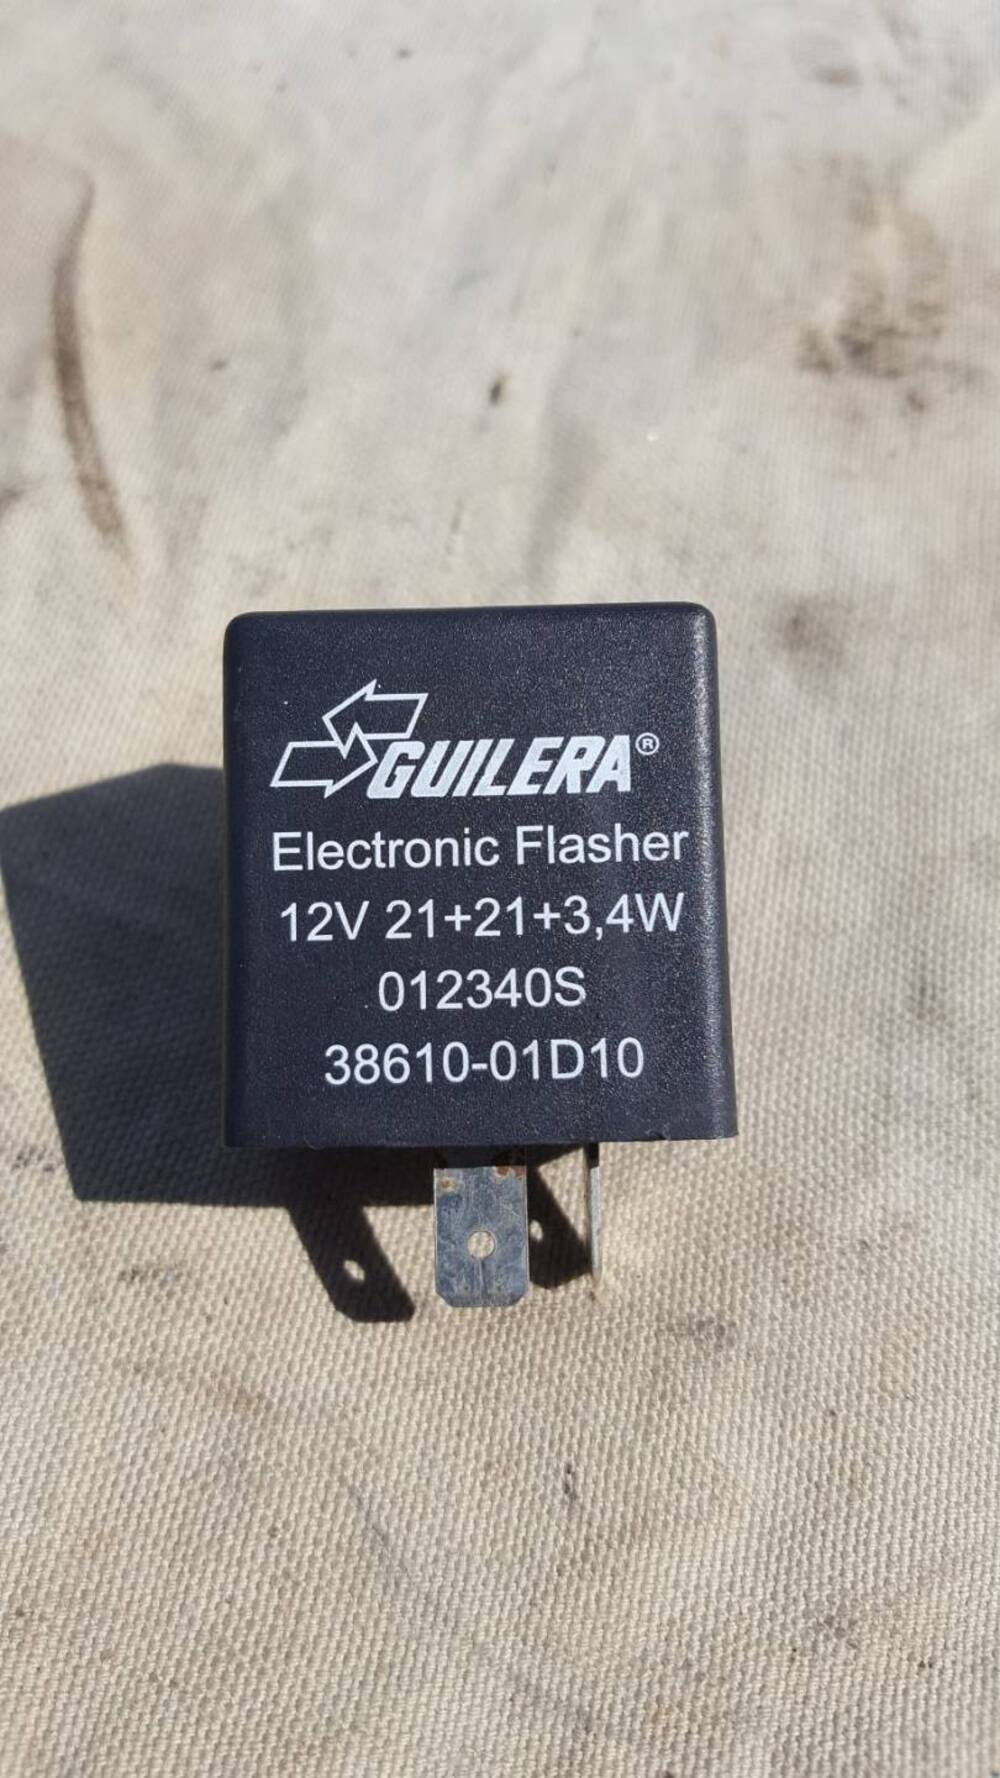 GUILERA®
Electronic Flasher
12V 21+21+3,4W
012340S
38610-01D10